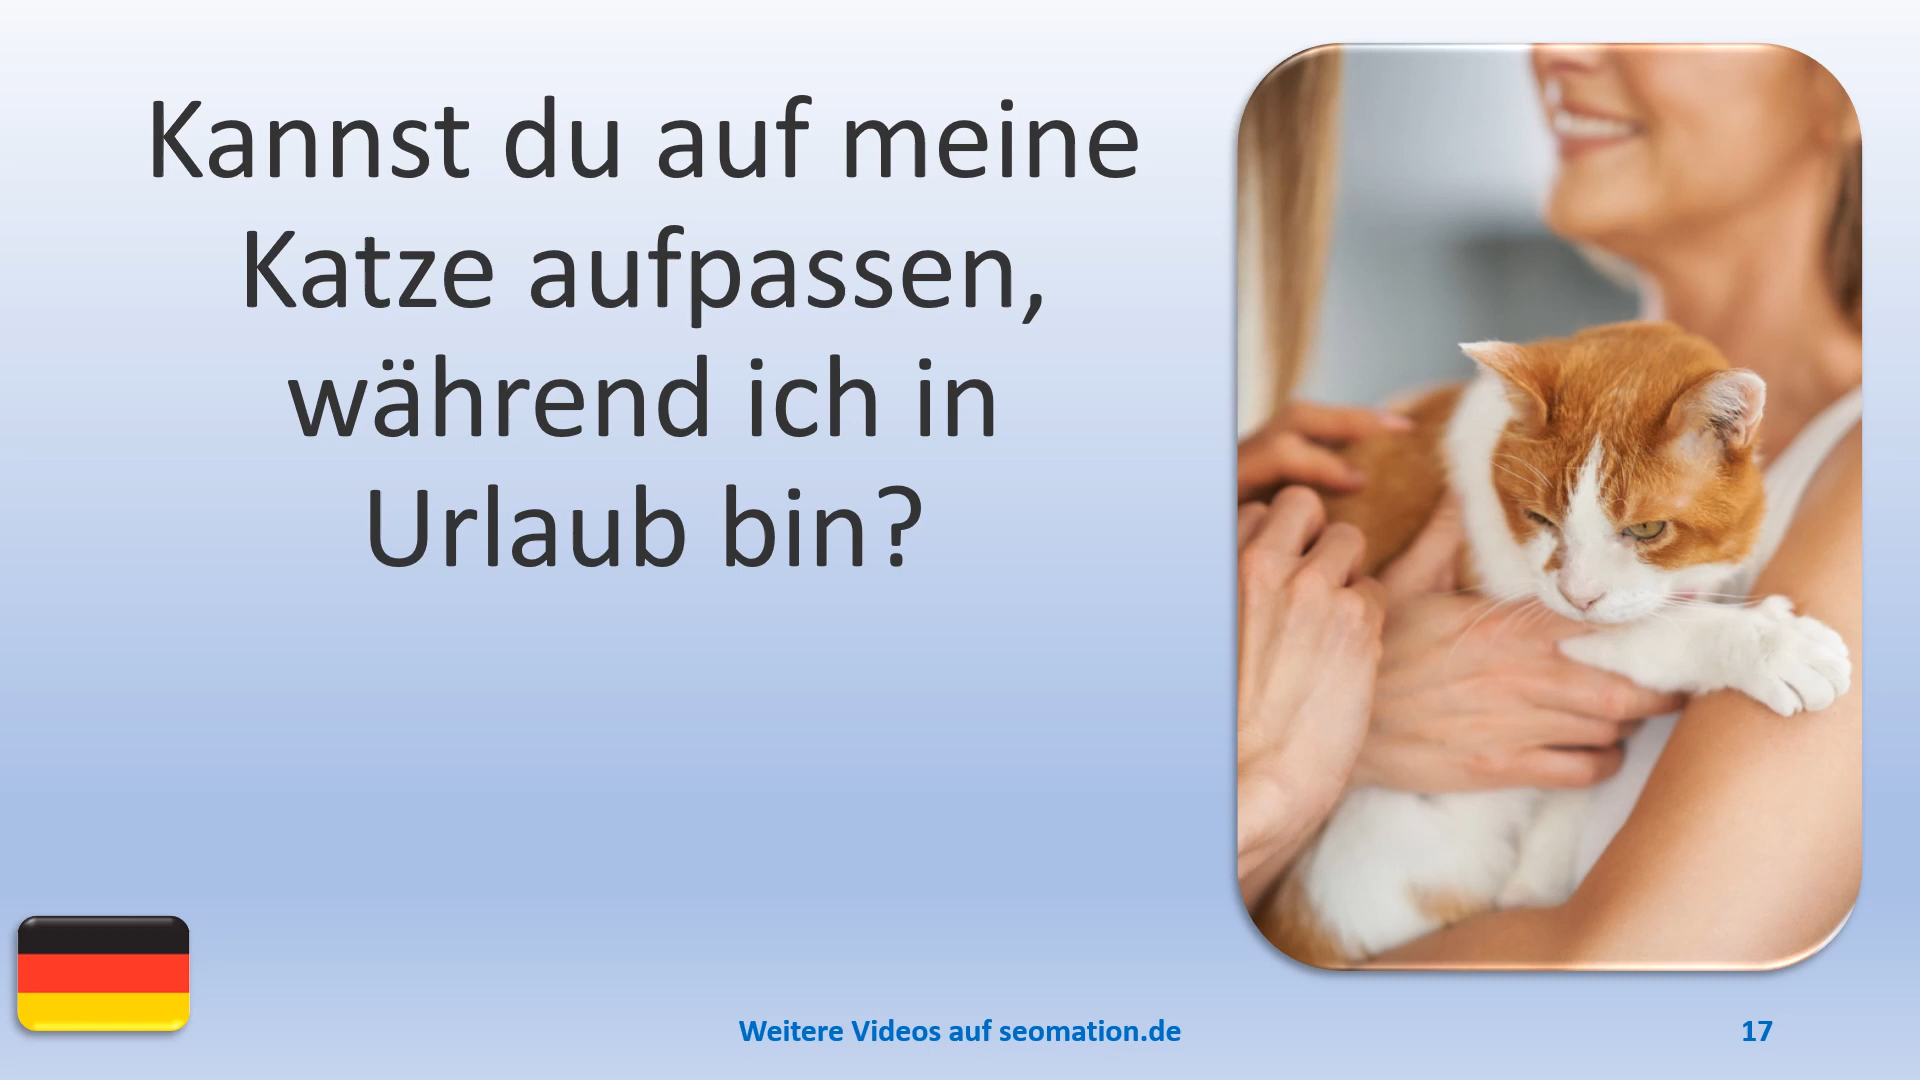 Kannst du auf meine
Katze aufpassen,
während ich in
Urlaub bin?
Weitere Videos auf seomation.de
17